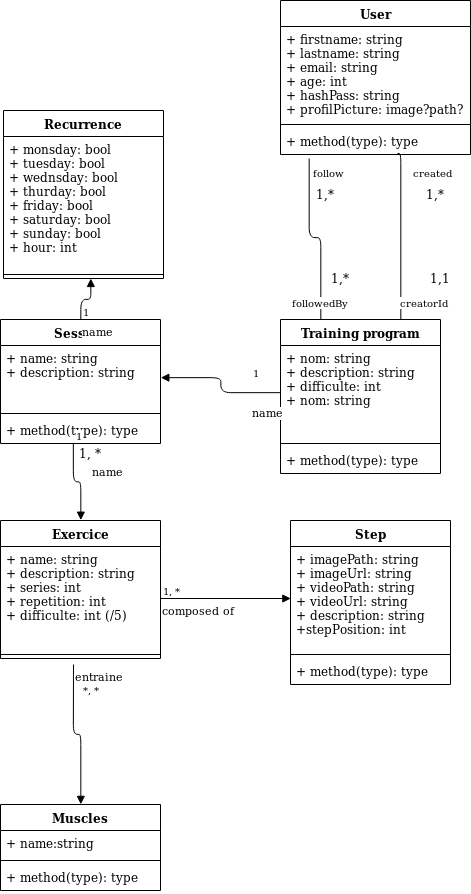 User
+ firstname: string
+ lastname: string
+ email: string
+ age: int
+ hashPass: string
+ profilPicture: image?path?
+ method(type): type
Recurrence
+ monsday: bool
+ tuesday: bool
+ wednsday: bool
+ thurday: bool
+ friday: bool
+ saturday: bool
+ sunday: bool
+ hour: int
follow
1,*
created
1,*
1,*
followedBy
1,1
creatorId
1
name
Sess
+ name: string
+ description: string
+ method(type): type
1
name
Training program
+ nom: string
+ description: string
+ difficulte: int
+ nom: string
+ method(type): type
1
1, *
name
Exercice
+ name: string
+ description: string
+ series: int
+ repetition: int
+ difficulte: int (/5)
1, *
composed of
Step
+ imagePath: string
+ imageUrl: string
+ videoPath: string
+ videoUrl: string
+ description: string
+stepPosition: int
+ method(type): type
entraine
*, *
Muscles
+ name:string
+ method(type): type